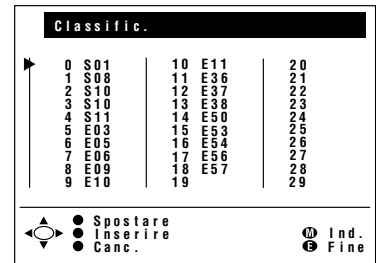 Classific.
0 S01 10 E11 20
1 S08 11 E36 21
2 S10 12 E37 22
3 S10 13 E38 23
4 S11 14 E50 24
5 E03 15 E53 25
6 E05 16 E54 26
7 E06 17 E56 27
8 E09 18 E57 28
9 E10 19 29
Spostare
Inserire
Canc.
M Ind.
E Fine